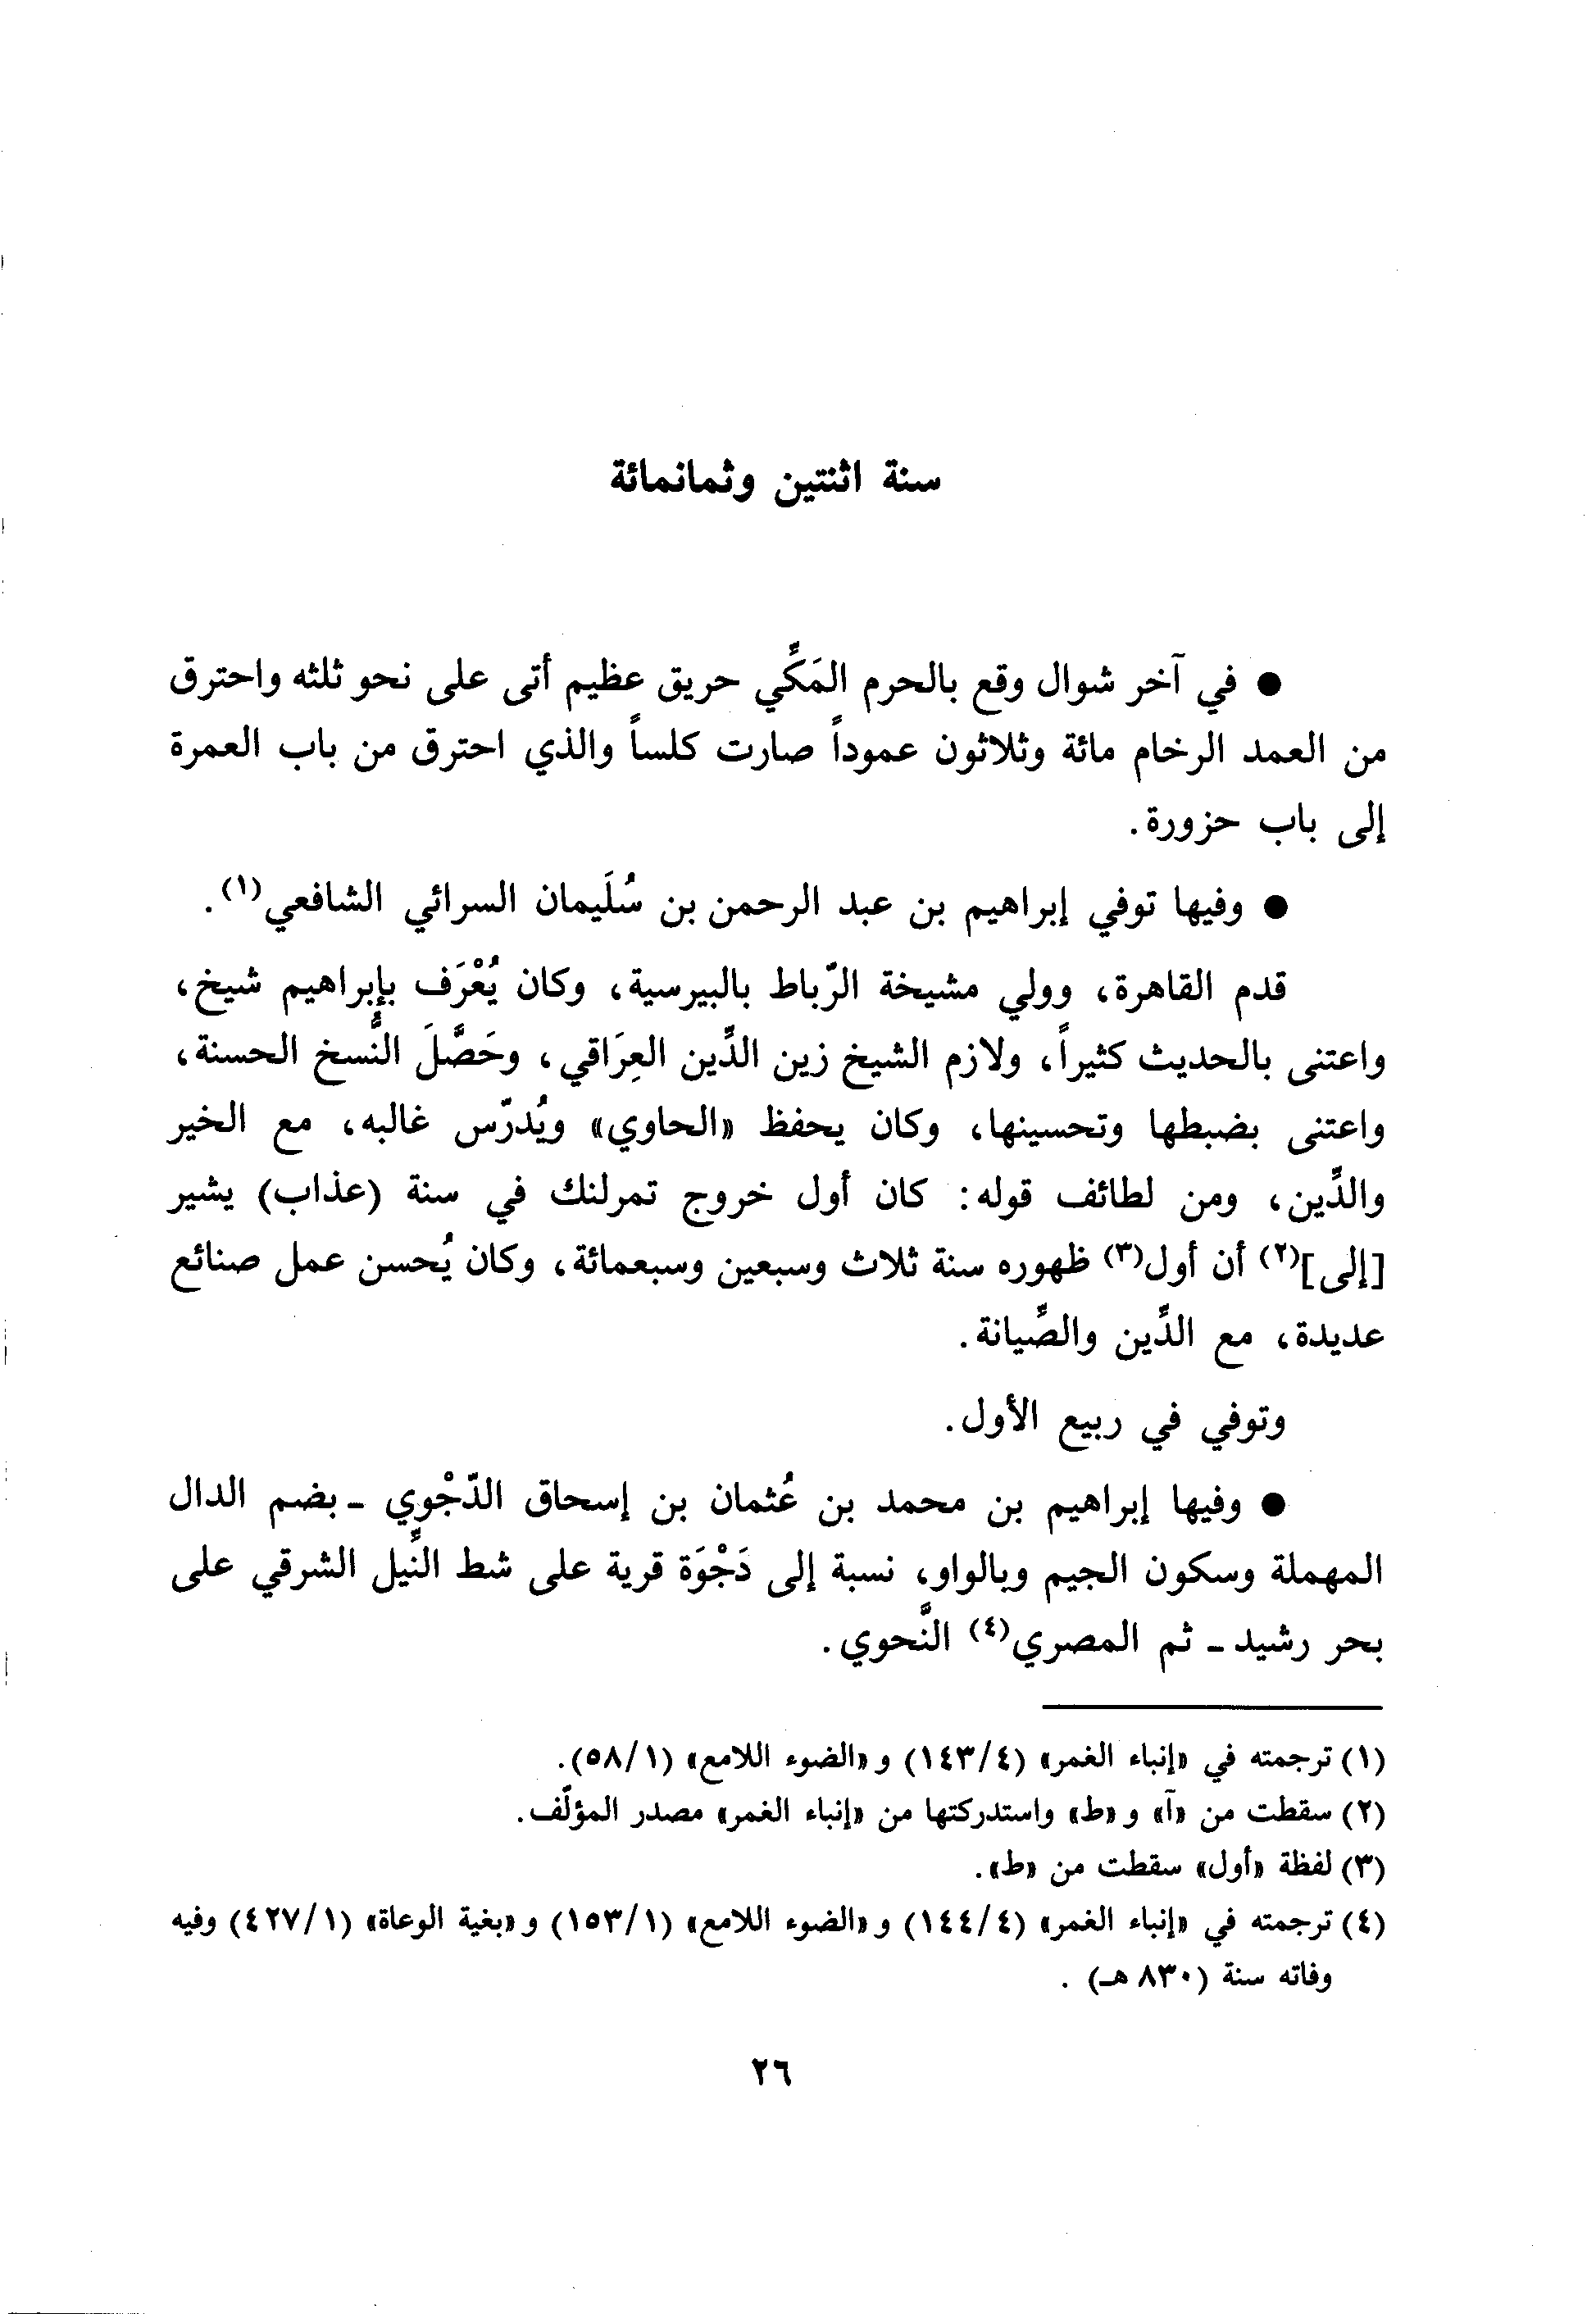 سنة اثنتين وثمانمائة
● في آخر شوال وقع بالحرم المَكِّي حريق عظيم أتى على نحو ثلثه واحترق
من العمد الرخام مائة وثلاثون عموداً صارت كلساً والذي احترق من باب العمرة
إلى باب حزورة.
● وفيها توفي إبراهيم بن عبد الرحمن بن سُلَيمان السرائي الشافعي(١).
قدم القاهرة، وولي مشيخة الرّباط بالبيرسية، وكان يُعْرَف بإبراهيم شيخ،
واعتنى بالحديث كثيراً، ولازم الشيخ زين الدِّين العِرَاقي، وحَصَّلَ النُّسخ الحسنة،
واعتنى بضبطها وتحسينها، وكان يحفظ «الحاوي» ويُدرّس غالبه، مع الخير
والدِّين، ومن لطائف قوله: كان أول خروج تمرلنك في سنة (عذاب) يشير
[إلى](٢) أن أول(٣) ظهوره سنة ثلاث وسبعين وسبعمائة، وكان يُحسن عمل صنائع
عديدة، مع الدِّين والصِّيانة.
وتوفي في ربيع الأول.
● وفيها إبراهيم بن محمد بن عُثمان بن إسحاق الدّجْوِي - بضم الدال
المهملة وسكون الجيم وبالواو، نسبة إلى دَجْوَة قرية على شط النِّيل الشرقي على
بحر رشيد - ثم المصري(٤) النَّحوي.
(١) ترجمته في «إنباء الغمر» (١٤٣/٤) و «الضوء اللامع» (٥٨/١).
(٢) سقطت من «آ» و «ط» واستدركتها من «إنباء الغمر» مصدر المؤلّف.
(٣) لفظة «أول» سقطت من «ط».
(٤) ترجمته في «إنباء الغمر» (١٤٤/٤) و «الضوء اللامع» (١٥٣/١) و «بغية الوعاة» (٤٢٧/١) وفيه
وفاته سنة (٨٣٠ هـ) .
٢٦